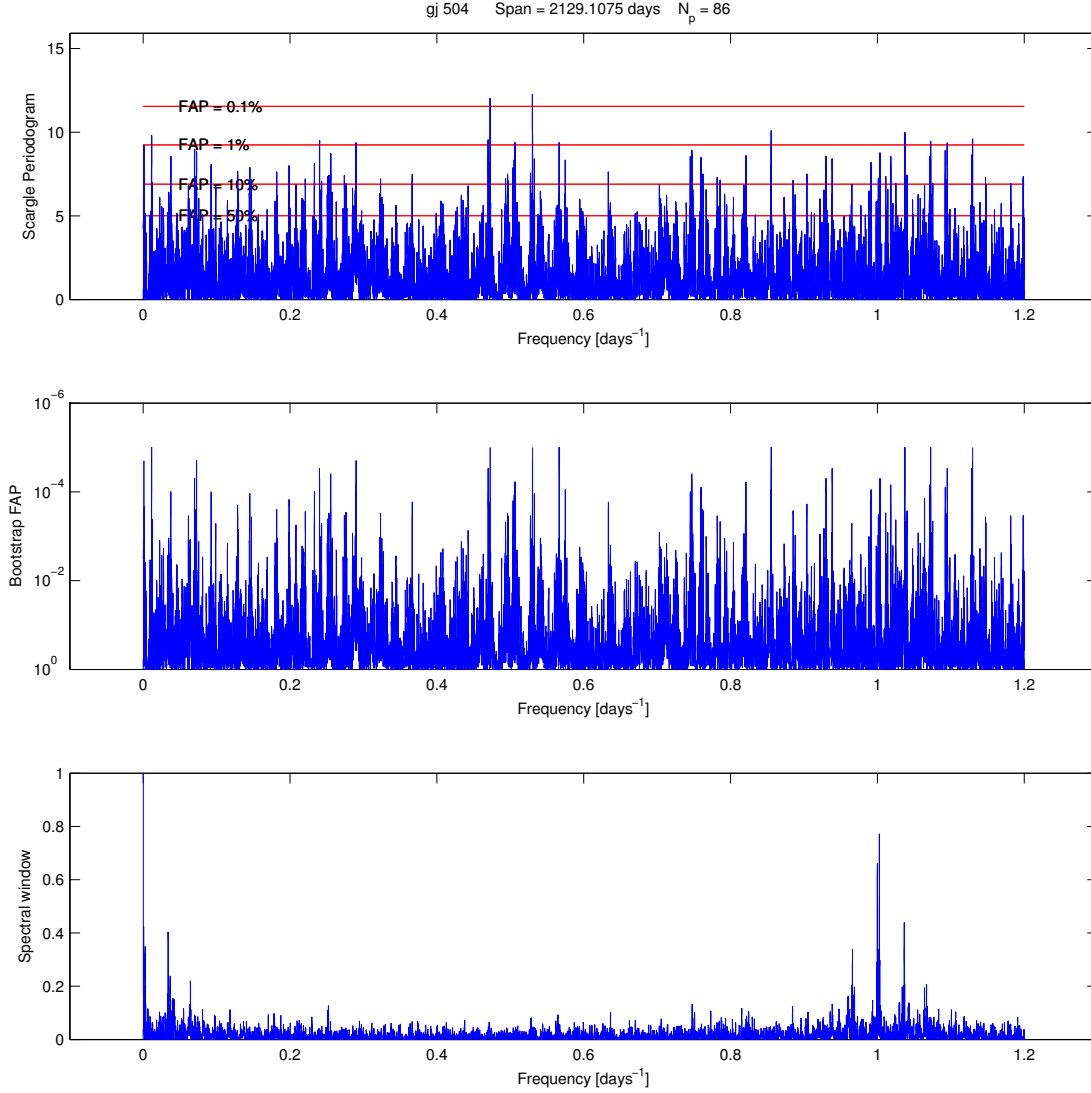 gj 504 Span = 2129.1075 days N_p = 86
15
10
5
0
Scargle Periodogram
FAP = 0.1%
FAP = 1%
FAP = 10%
FAP = 50%
0 0.2 0.4 0.6 0.8 1 1.2
Frequency [days⁻¹]
10⁻⁶
10⁻⁴
10⁻²
10⁰
Bootstrap FAP
0 0.2 0.4 0.6 0.8 1 1.2
Frequency [days⁻¹]
1
0.8
0.6
0.4
0.2
0
Spectral window
0 0.2 0.4 0.6 0.8 1 1.2
Frequency [days⁻¹]